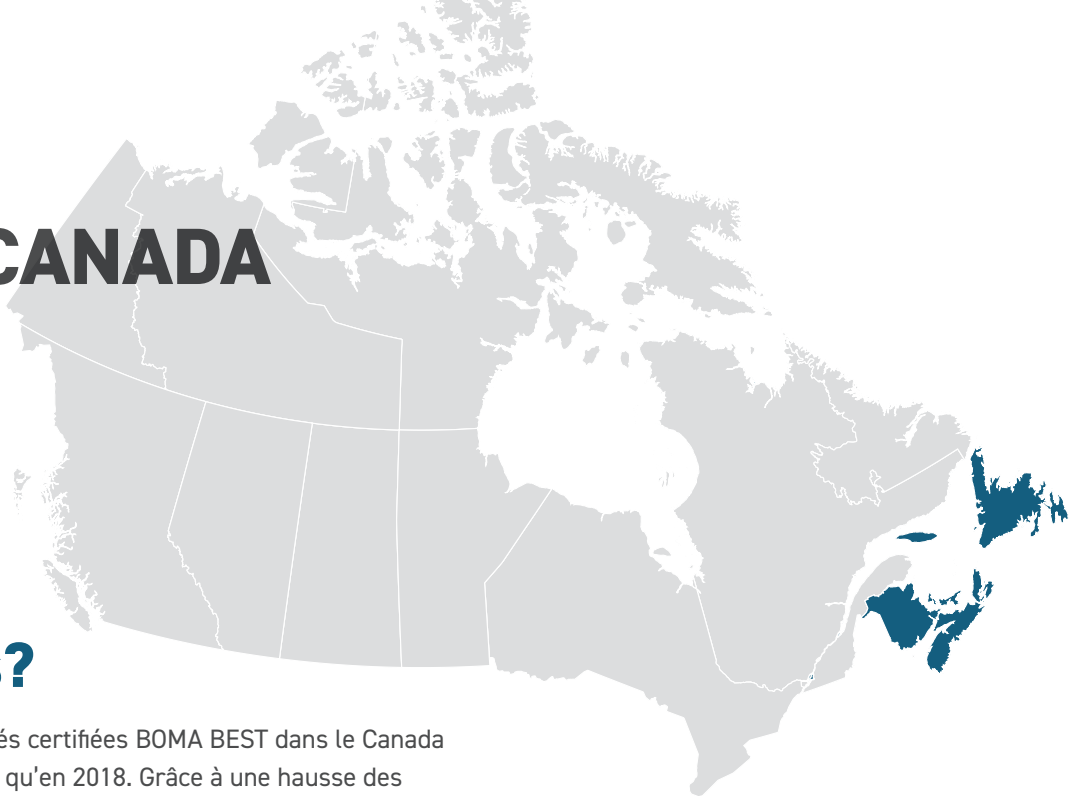 CANADA
?
és certifiées BOMA BEST dans le Canada
qu'en 2018. Grâce à une hausse des